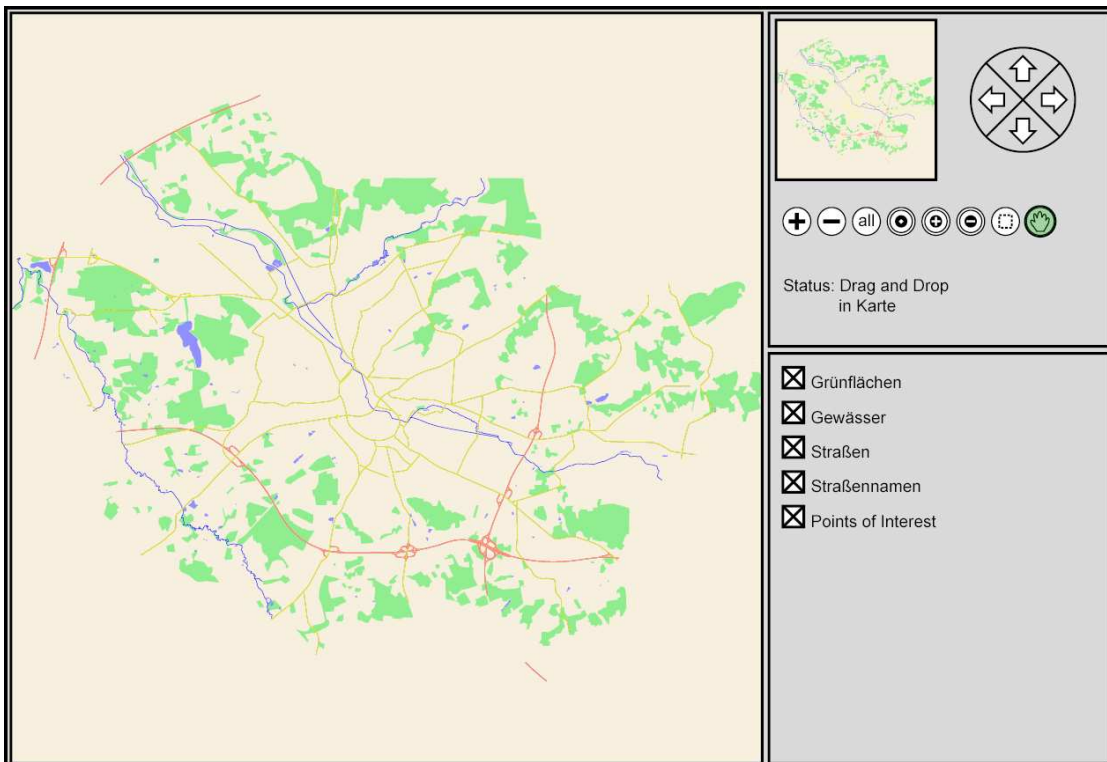 all
Status: Drag and Drop
in Karte
Grünflächen
Gewässer
Straßen
Straßennamen
Points of Interest